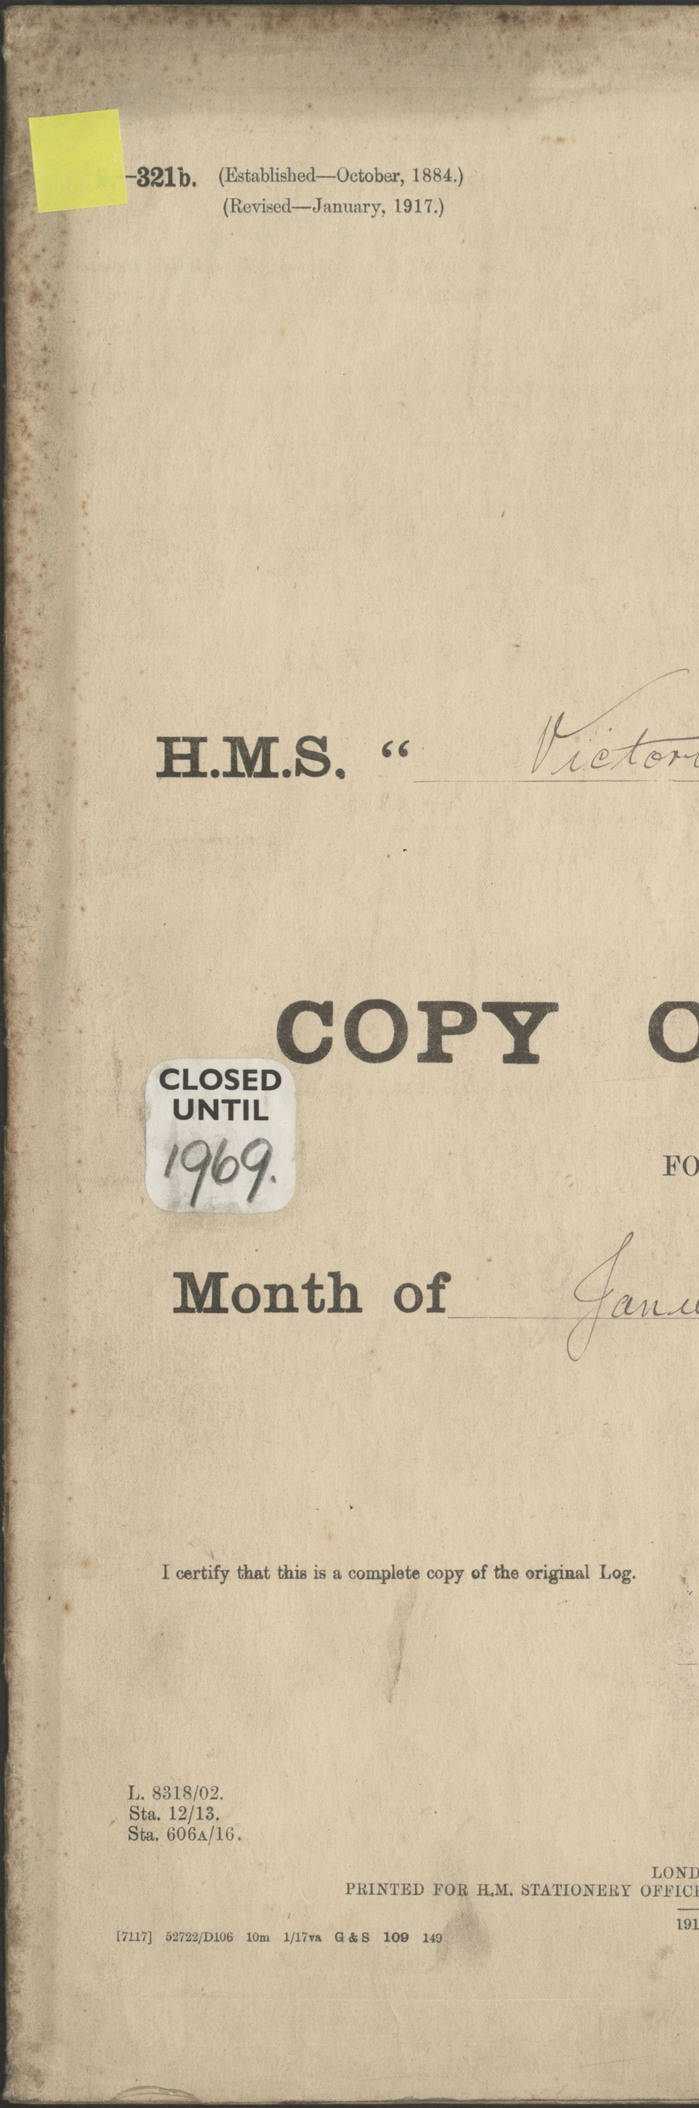 -321b. (Established—October, 1884.)
(Revised—January, 1917.)
H.M.S. “ Victor
COPY O
CLOSED
UNTIL
1969.
FO
Month of Janu
I certify that this is a complete copy of the original Log.
L. 8318/02.
Sta. 12/13.
Sta. 606A/16.
LOND
PRINTED FOR H.M. STATIONERY OFFICE
191
[7117] 52722/D106 10m 1/17va G & S 109 149